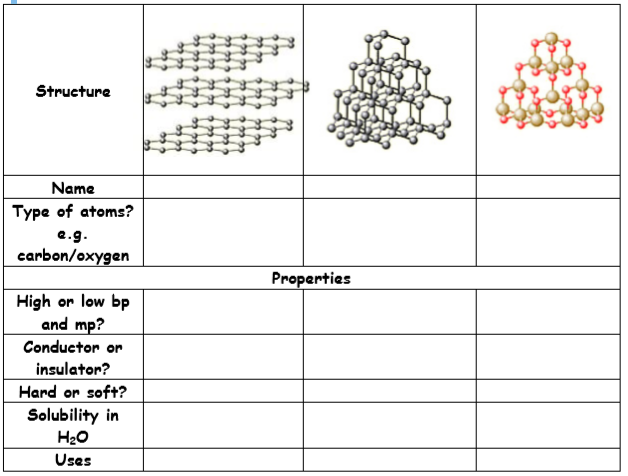 Structure
Name
Type of atoms?
e.g.
carbon/oxygen
Properties
High or low bp
and mp?
Conductor or
insulator?
Hard or soft?
Solubility in
H₂O
Uses